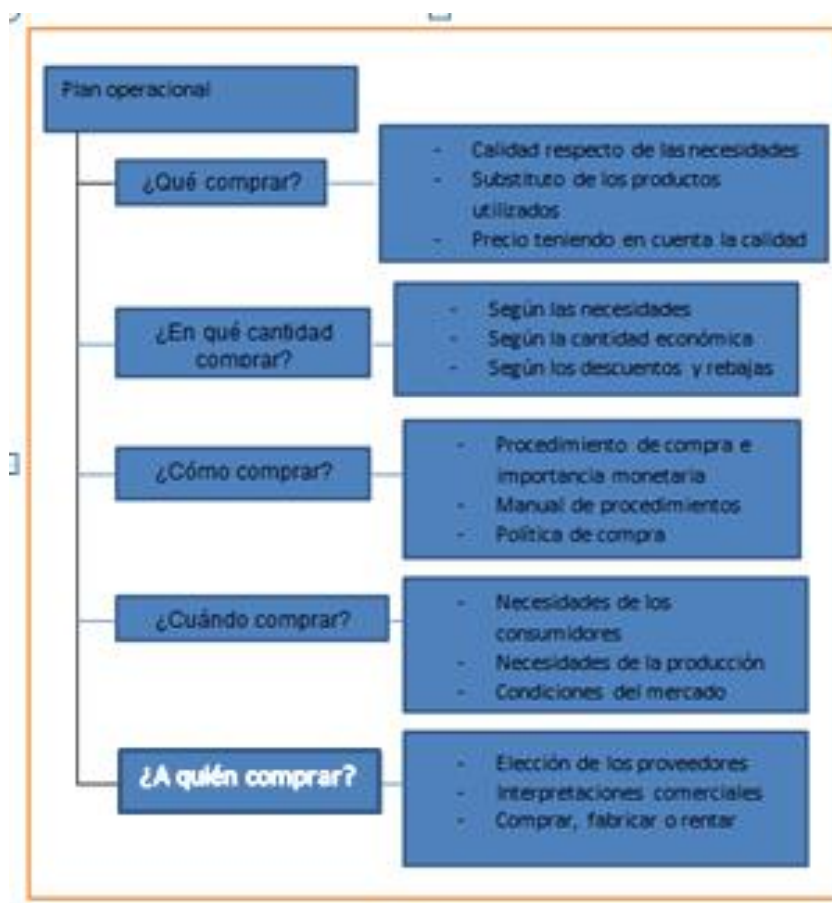 Plan operacional
¿Qué comprar?
- Calidad respecto de las necesidades
- Substituto de los productos
utilizados
- Precio teniendo en cuenta la calidad
¿En qué cantidad
comprar?
- Según las necesidades
- Según la cantidad económica
- Según los descuentos y rebajas
¿Cómo comprar?
- Procedimiento de compra e
importancia monetaria
- Manual de procedimientos
- Política de compra
¿Cuándo comprar?
- Necesidades de los
consumidores
- Necesidades de la producción
- Condiciones del mercado
¿A quién comprar?
- Elección de los proveedores
- Interpretaciones comerciales
- Comprar, fabricar o rentar